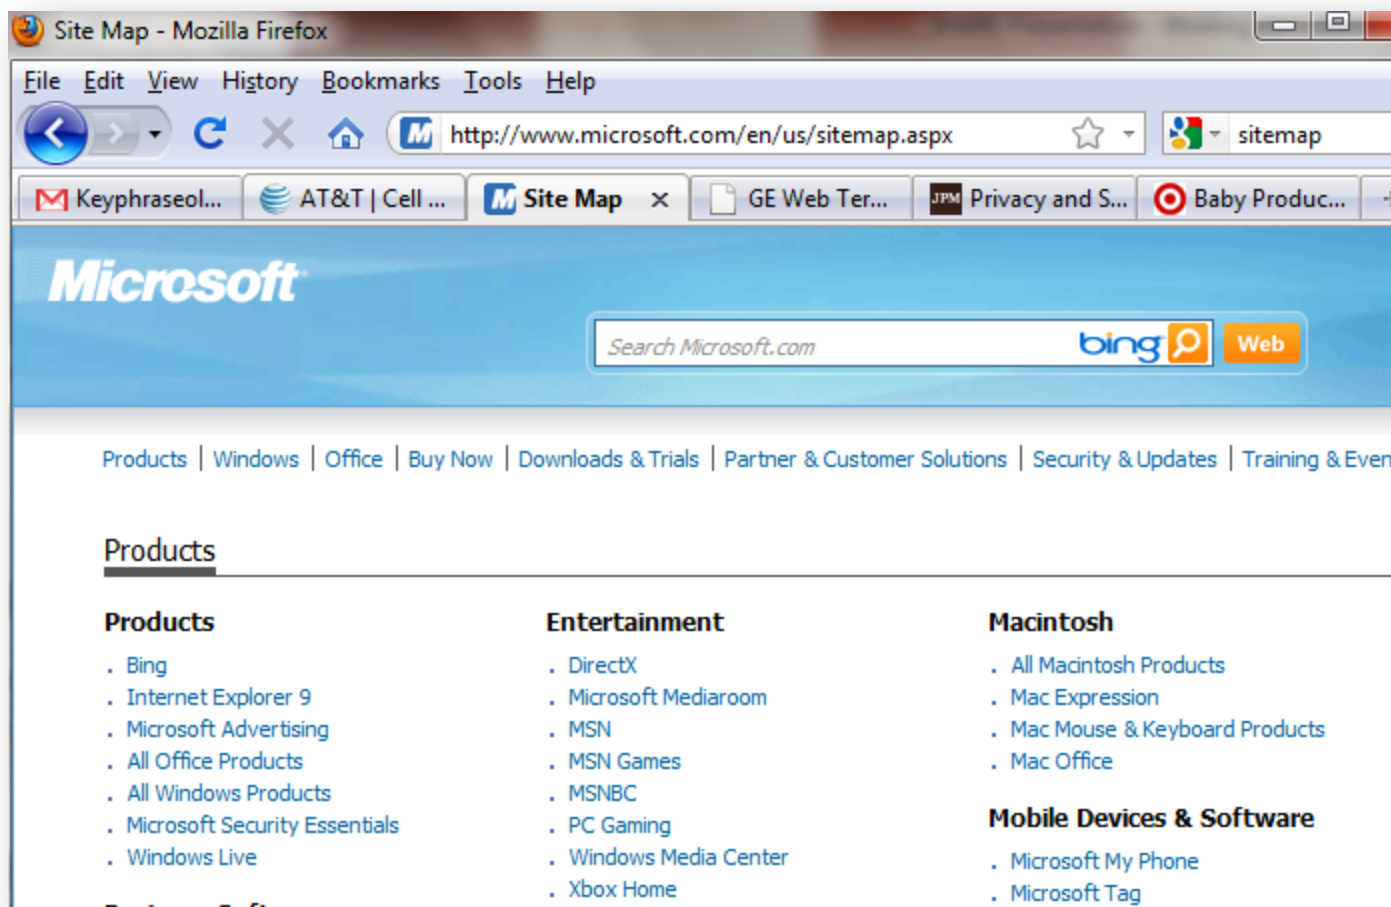 Site Map - Mozilla Firefox
File Edit View History Bookmarks Tools Help
http://www.microsoft.com/en/us/sitemap.aspx sitemap
Keyphraseol... AT&T | Cell ... Site Map GE Web Ter... JPM Privacy and S... Baby Produc...
Microsoft
Search Microsoft.com bing Web
Products | Windows | Office | Buy Now | Downloads & Trials | Partner & Customer Solutions | Security & Updates | Training & Even
Products
Products
. Bing
. Internet Explorer 9
. Microsoft Advertising
. All Office Products
. All Windows Products
. Microsoft Security Essentials
. Windows Live
Entertainment
. DirectX
. Microsoft Mediaroom
. MSN
. MSN Games
. MSNBC
. PC Gaming
. Windows Media Center
. Xbox Home
Macintosh
. All Macintosh Products
. Mac Expression
. Mac Mouse & Keyboard Products
. Mac Office
Mobile Devices & Software
. Microsoft My Phone
. Microsoft Tag